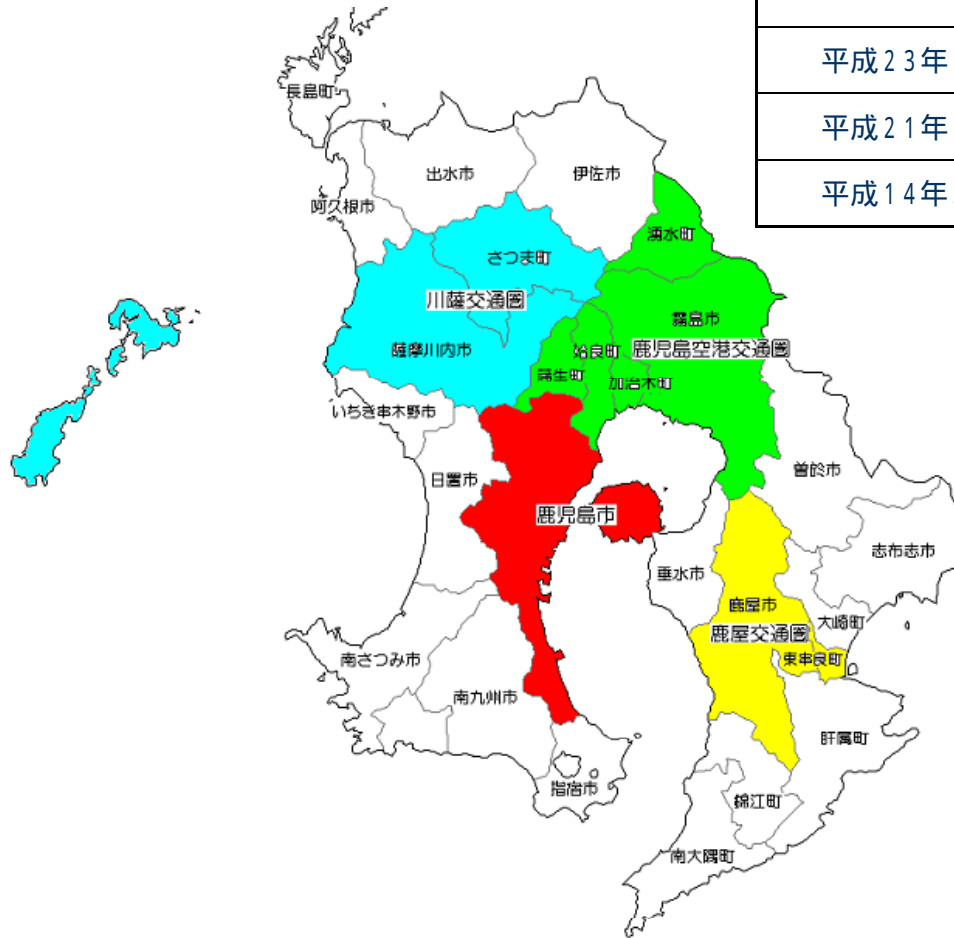 平成23年
平成21年
平成14年
長島町
出水市
伊佐市
阿久根市
湧水町
さつま町
川薩交通圏
霧島市
薩摩川内市
姶良町
鹿児島空港交通圏
蒲生町
加治木町
いちき串木野市
日置市
曽於市
鹿児島市
志布志市
垂水市
鹿屋市
大崎町
鹿屋交通圏
南さつみ市
東串良町
南九州市
肝属町
指宿市
錦江町
南大隅町